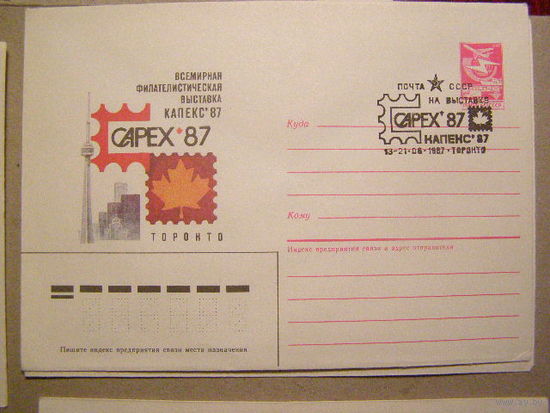 ВСЕМИРНАЯ
ФИЛАТЕЛИСТИЧЕСКАЯ
ВЫСТАВКА
КАПЕКС'87
CAPEX 87
ТОРОНТО
ПОЧТА СССР
НА ВЫСТАВКЕ
CAPEX 87
КАПЕКС 87
13-21·06·1987·ТОРОНТО
Куда
Кому
Индекс предприятия связи и адрес отправителя
Пишите индекс предприятия связи места назначения